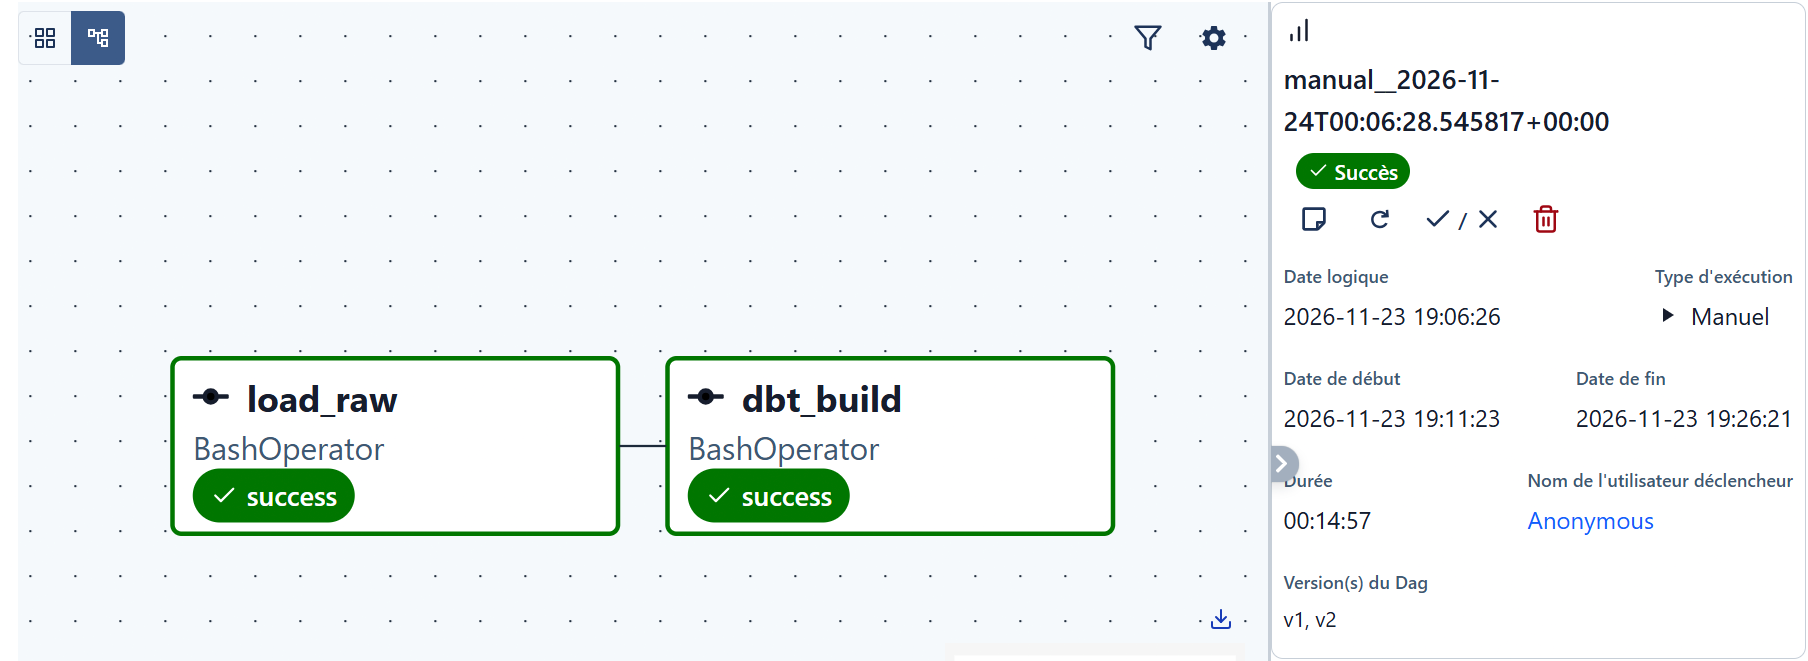 load_raw
BashOperator
success
dbt_build
BashOperator
success
manual__2026-11-
24T00:06:28.545817+00:00
Succès
/
Date logique
Type d'exécution
2026-11-23 19:06:26
Manuel
Date de début
Date de fin
2026-11-23 19:11:23
2026-11-23 19:26:21
Durée
Nom de l'utilisateur déclencheur
00:14:57
Anonymous
Version(s) du Dag
v1, v2